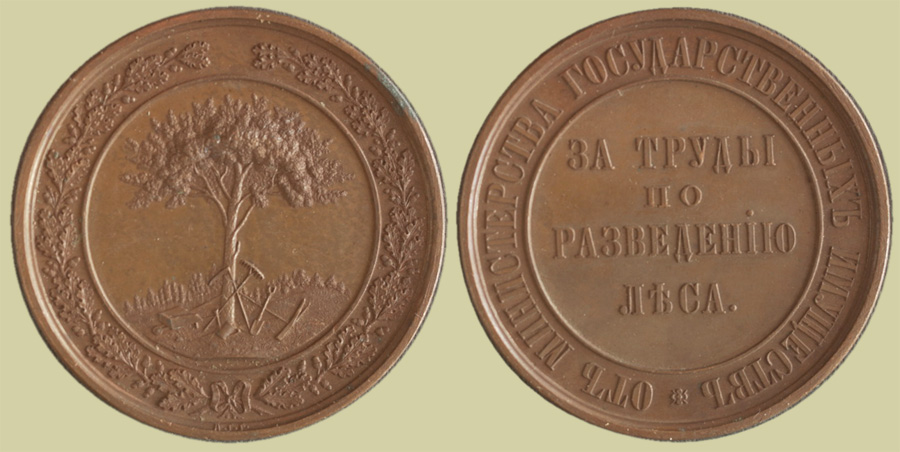 ОТЪ МИНИСТЕРСТВА ГОСУДАРСТВЕННЫХЪ ИМУЩЕСТВЪ
ЗА ТРУДЫ
ПО
РАЗВЕДЕНІЮ
ЛѢСА.